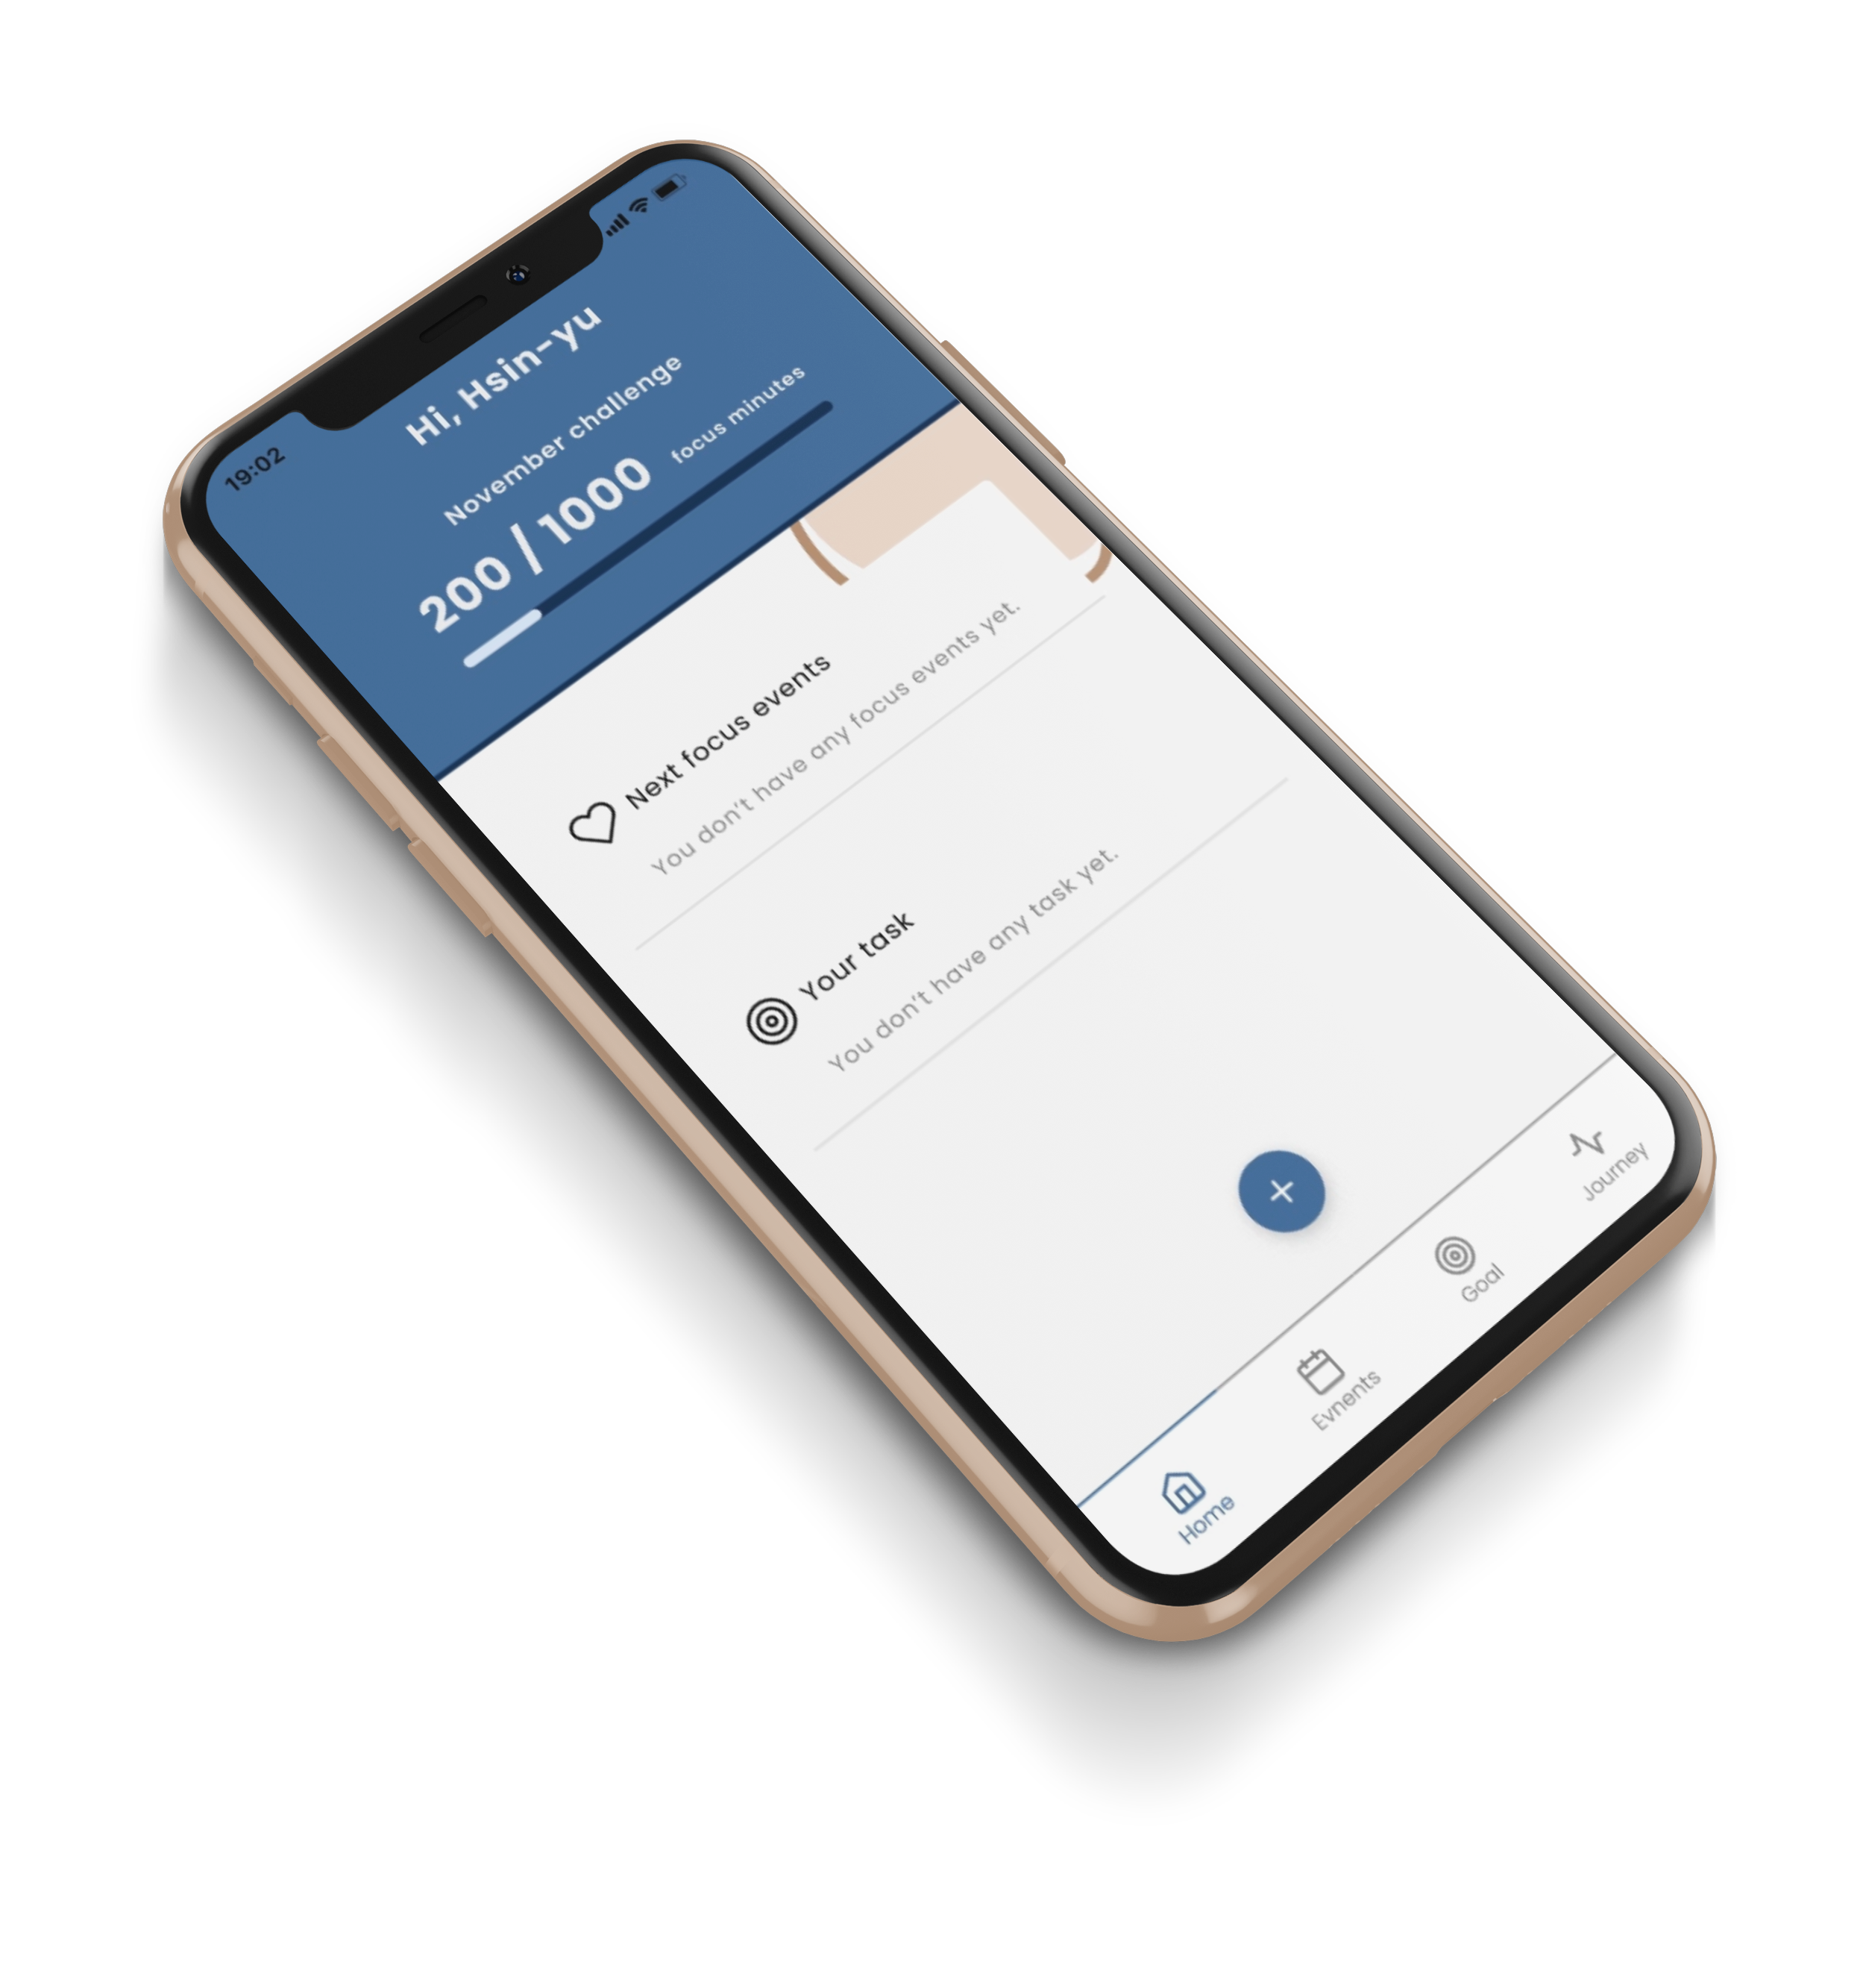 19:02
Hi, Hsin-yu
November challenge
200 / 1000 focus minutes
Next focus events
You don't have any focus events yet.
Your task
You don't have any task yet.
Home
Evnents
Goal
Journey